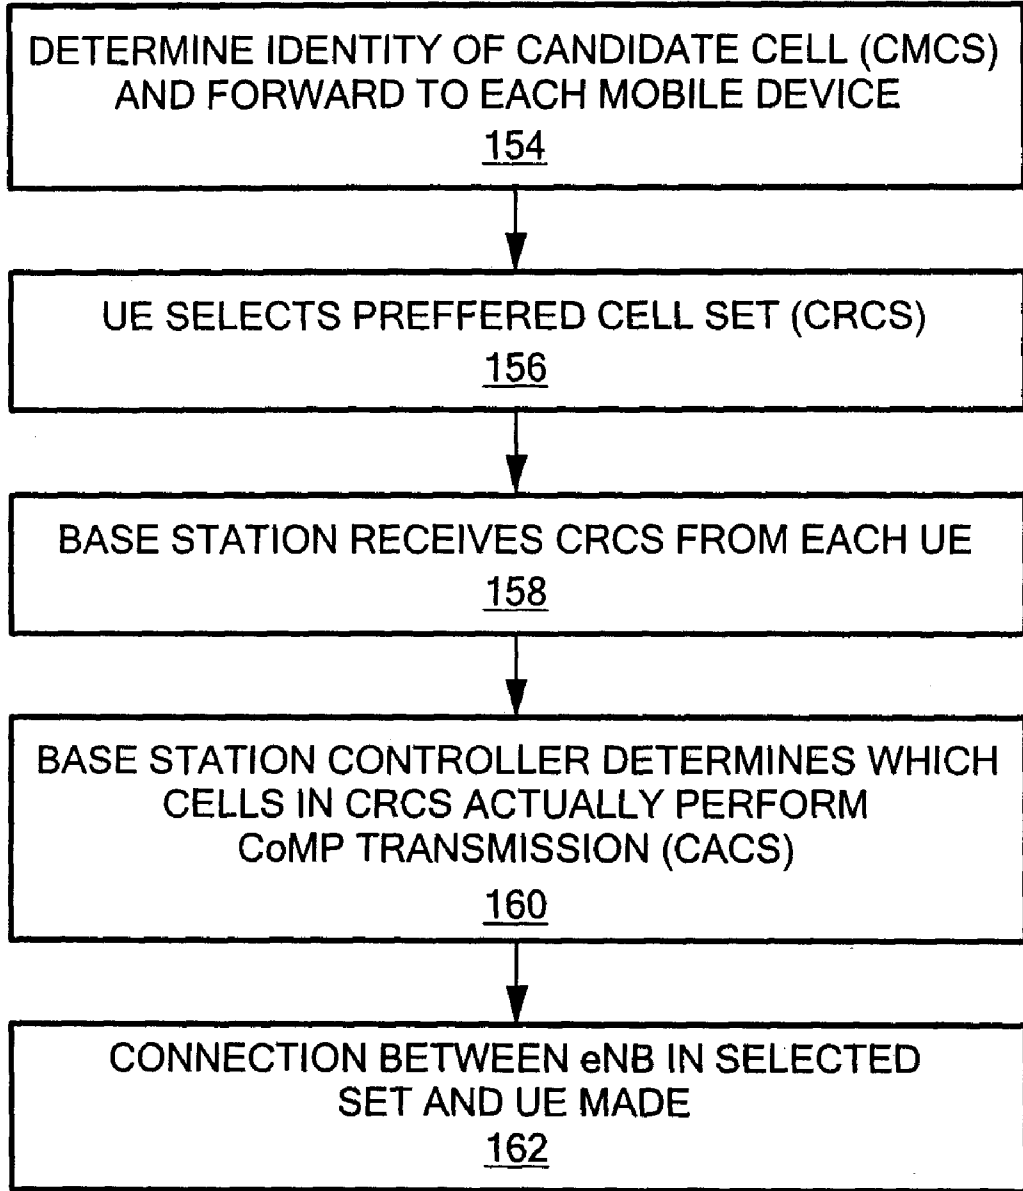 DETERMINE IDENTITY OF CANDIDATE CELL (CMCS)
AND FORWARD TO EACH MOBILE DEVICE
154
UE SELECTS PREFFERED CELL SET (CRCS)
156
BASE STATION RECEIVES CRCS FROM EACH UE
158
BASE STATION CONTROLLER DETERMINES WHICH
CELLS IN CRCS ACTUALLY PERFORM
CoMP TRANSMISSION (CACS)
160
CONNECTION BETWEEN eNB IN SELECTED
SET AND UE MADE
162